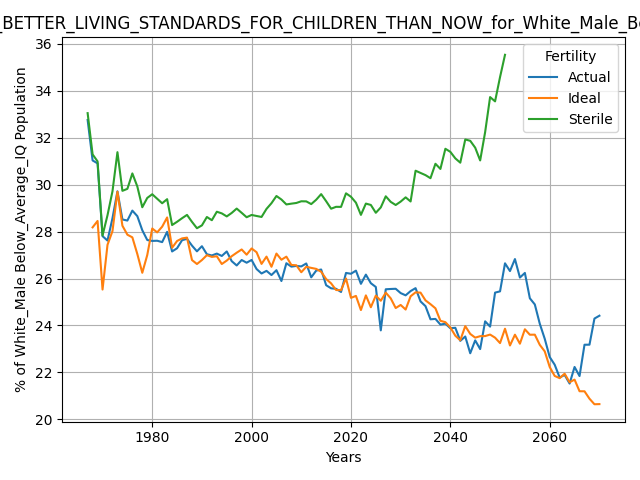 _BETTER_LIVING_STANDARDS_FOR_CHILDREN_THAN_NOW_for_White_Male_Be
36
34
32
30
28
26
24
22
20
% of White_Male Below_Average_IQ Population
Fertility
Actual
Ideal
Sterile
1980
2000
2020
2040
2060
Years